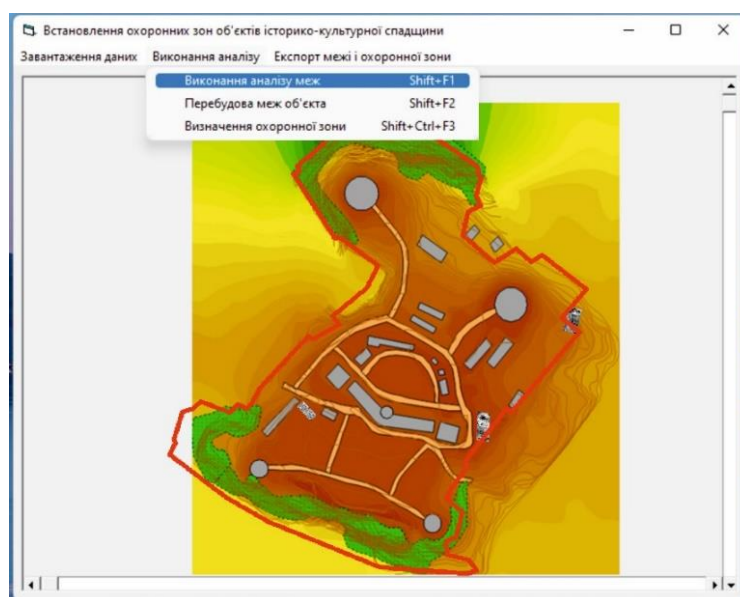 Встановлення охоронних зон об'єктів історико-культурної спадщини
Завантаження даних Виконання аналізу Експорт межі і охоронної зони
Виконання аналізу меж Shift+F1
Перебудова меж об'єкта Shift+F2
Визначення охоронної зони Shift+Ctrl+F3